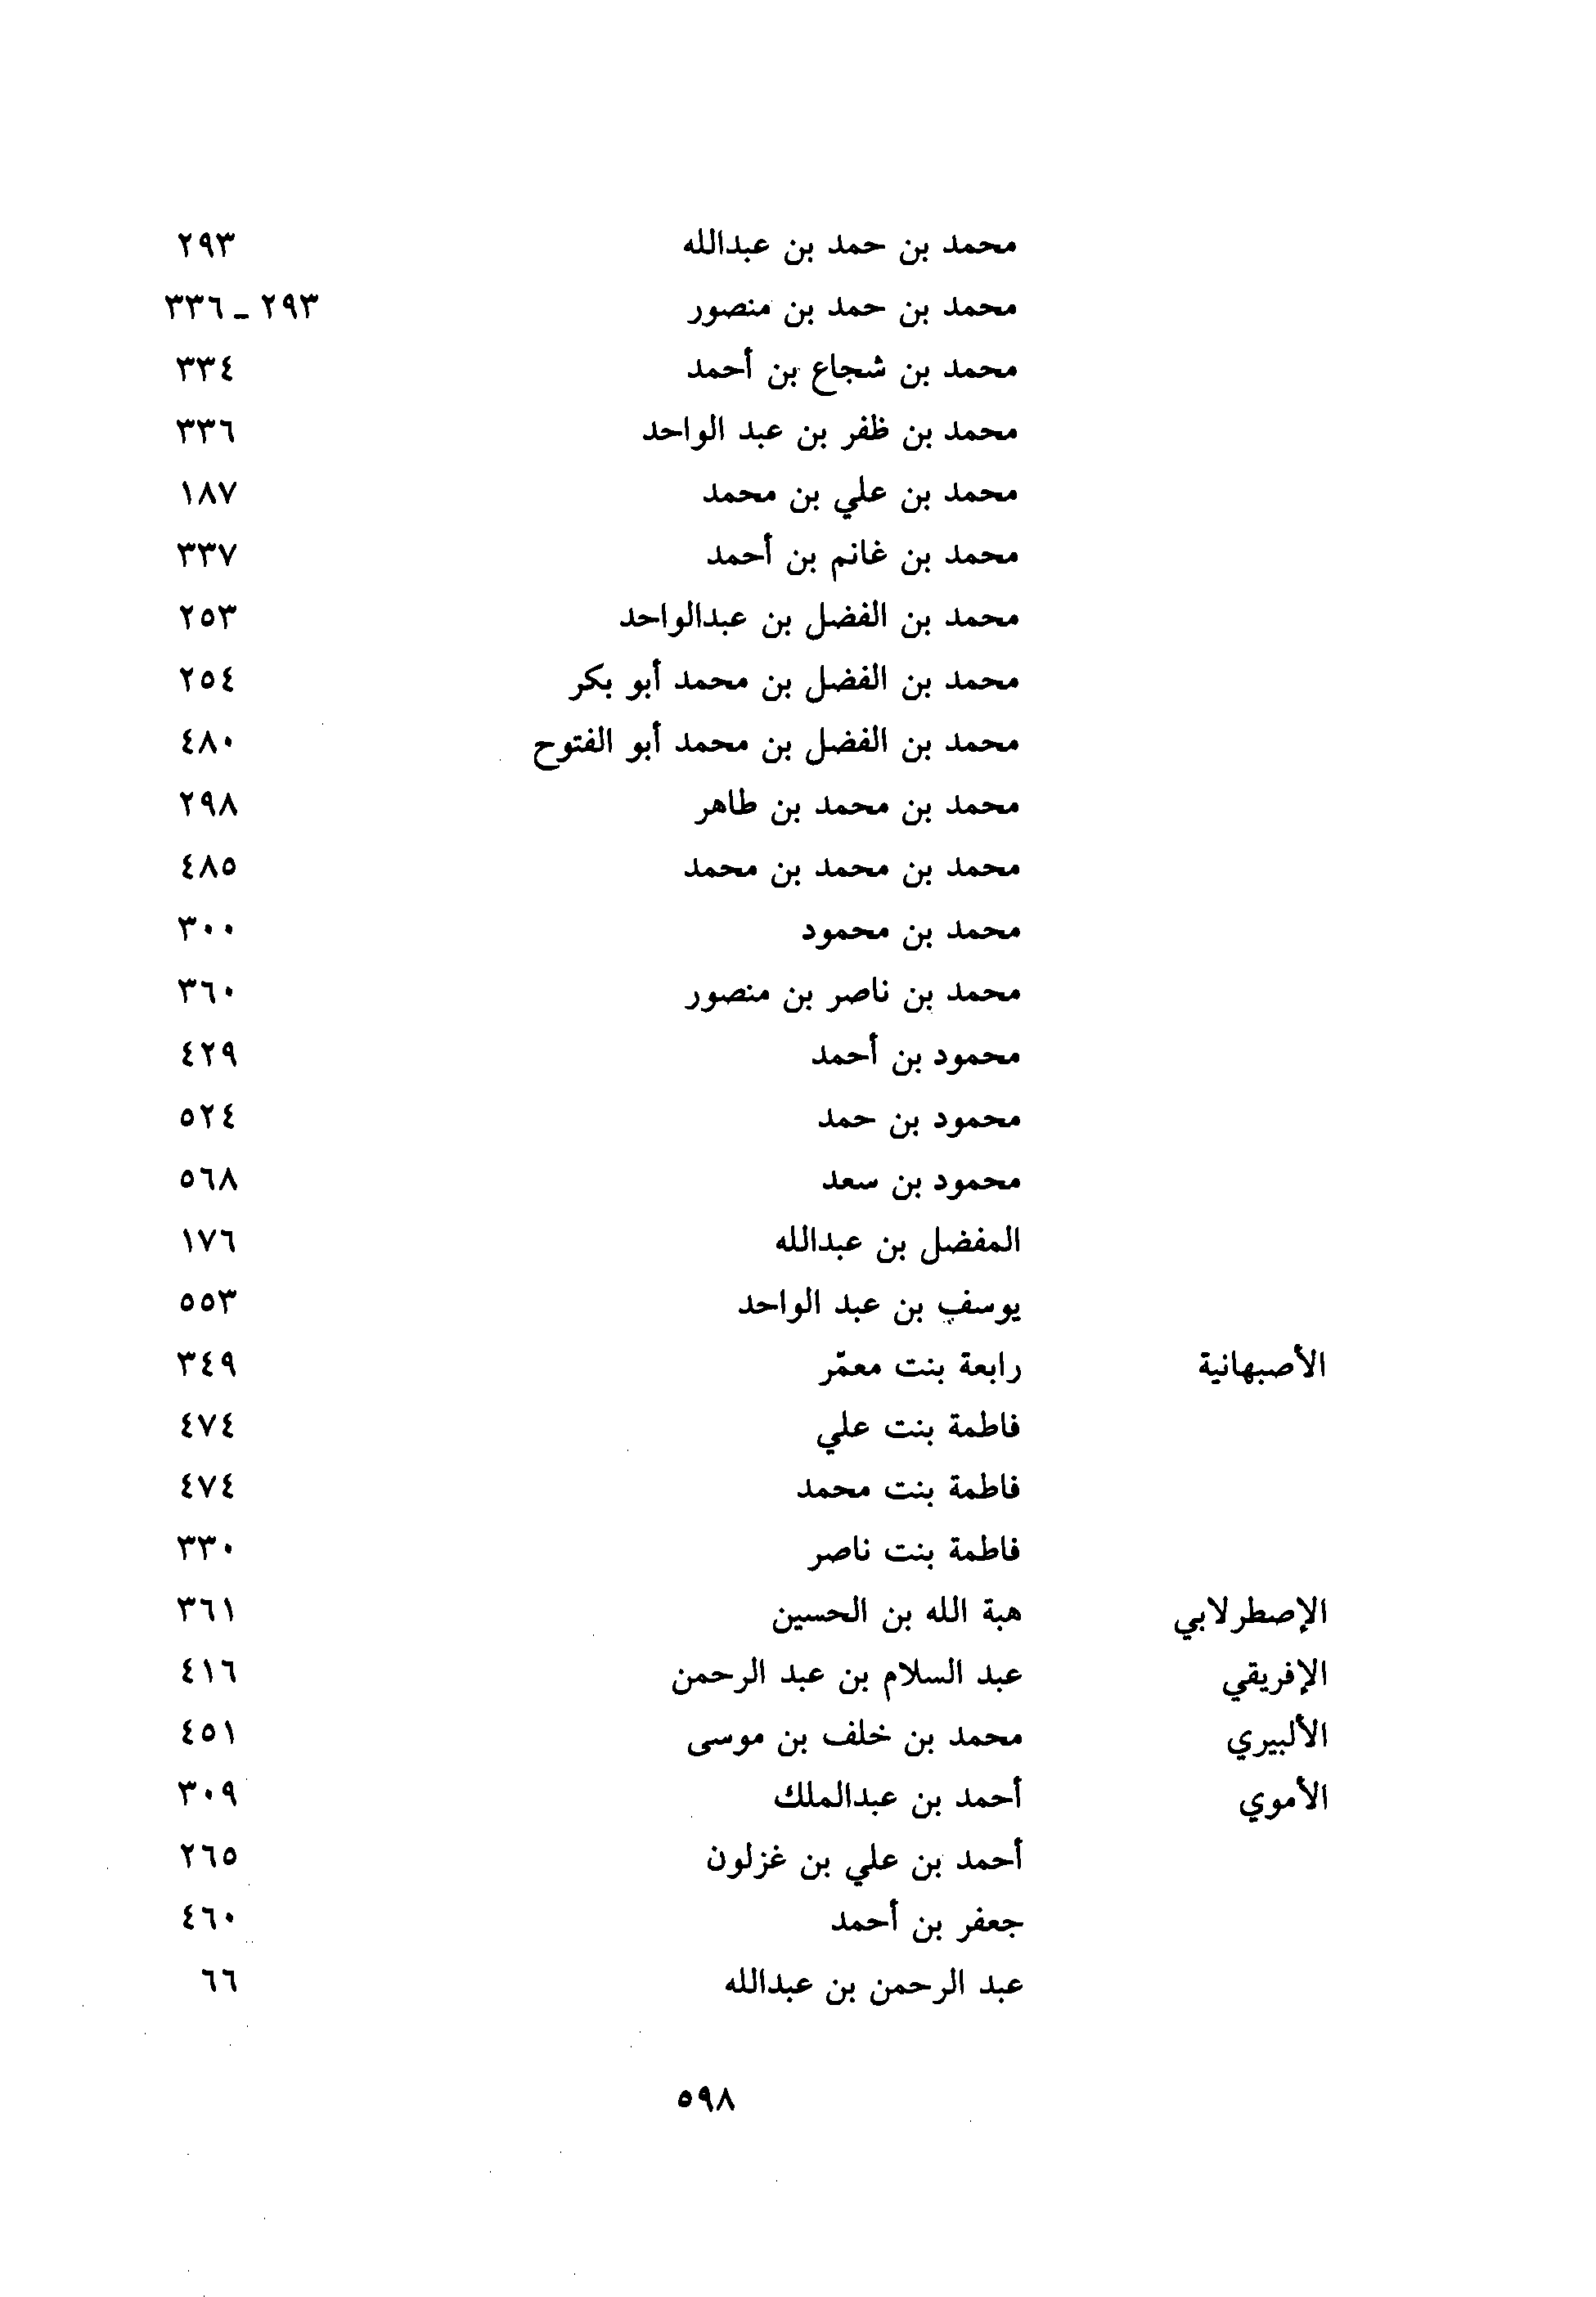 محمد بن حمد بن عبدالله ٢٩٣
محمد بن حمد بن منصور ٢٩٣ - ٣٣٦
محمد بن شجاع بن أحمد ٣٣٤
محمد بن ظفر بن عبد الواحد ٣٣٦
محمد بن علي بن محمد ١٨٧
محمد بن غانم بن أحمد ٣٣٧
محمد بن الفضل بن عبدالواحد ٢٥٣
محمد بن الفضل بن محمد أبو بكر ٢٥٤
محمد بن الفضل بن محمد أبو الفتوح ٤٨٠
محمد بن محمد بن طاهر ٢٩٨
محمد بن محمد بن محمد ٤٨٥
محمد بن محمود ٣٠٠
محمد بن ناصر بن منصور ٣٦٠
محمود بن أحمد ٤٢٩
محمود بن حمد ٥٢٤
محمود بن سعد ٥٦٨
المفضل بن عبدالله ١٧٦
يوسف بن عبد الواحد ٥٥٣
الأصبهانية رابعة بنت معمّر ٣٤٩
فاطمة بنت علي ٤٧٤
فاطمة بنت محمد ٤٧٤
فاطمة بنت ناصر ٣٣٠
الإصطرلابي هبة الله بن الحسين ٣٦١
الإفريقي عبد السلام بن عبد الرحمن ٤١٦
الألبيري محمد بن خلف بن موسى ٤٥١
الأموي أحمد بن عبدالملك ٣٠٩
أحمد بن علي بن غزلون ٢٦٥
جعفر بن أحمد ٤٦٠
عبد الرحمن بن عبدالله ٦٦
٥٩٨